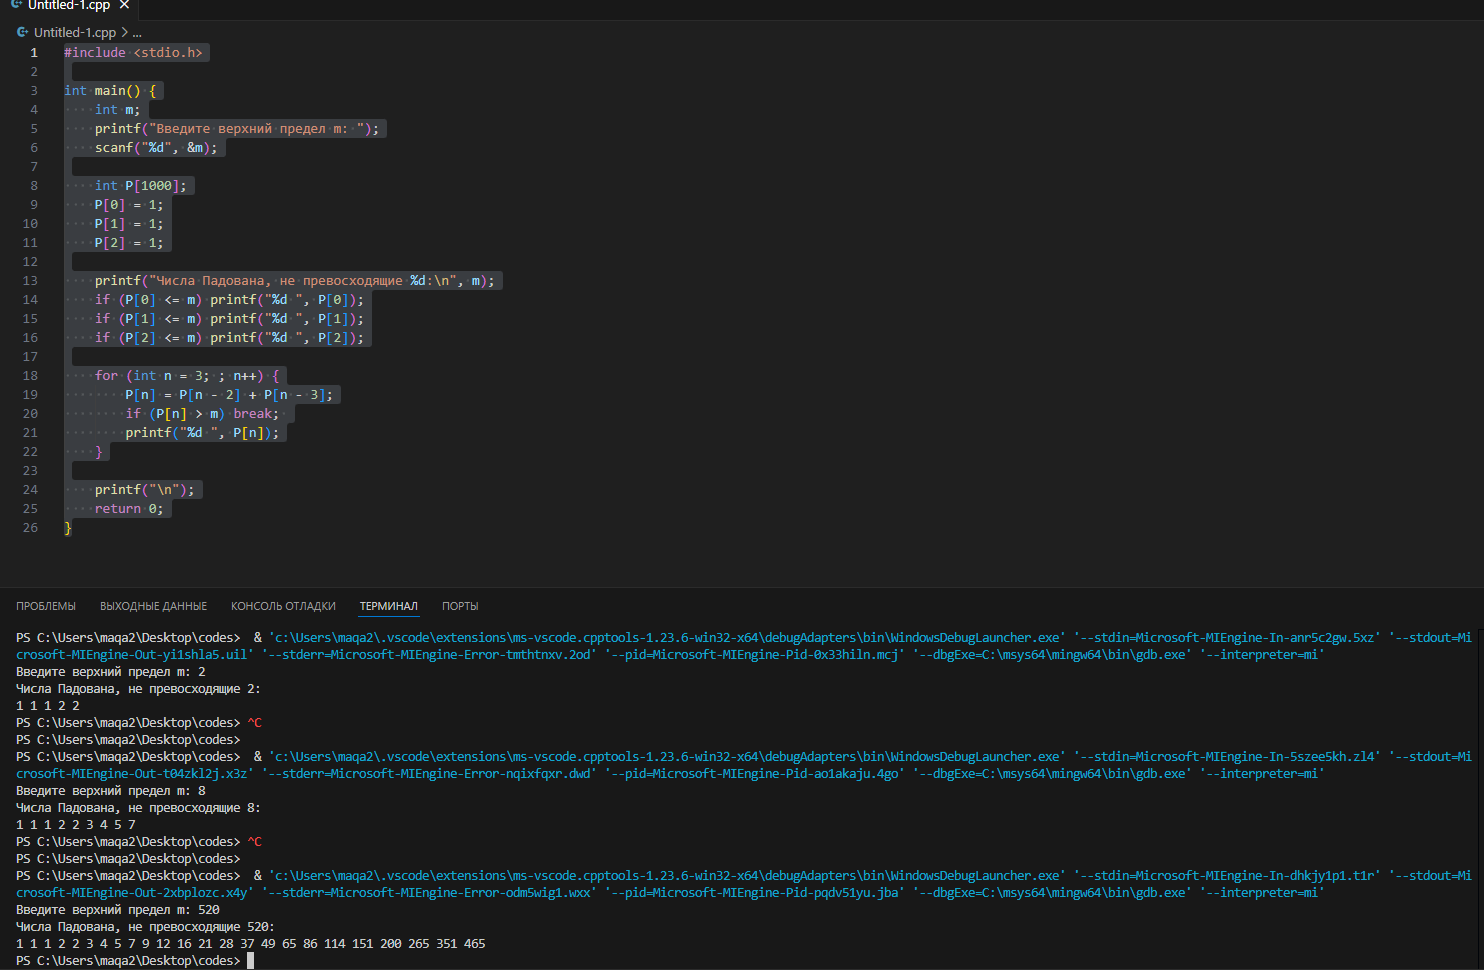 Untitled-1.cpp ×
Untitled-1.cpp > ...
1 #include <stdio.h>
2
3 int main() {
4     int m;
5     printf("Введите верхний предел m: ");
6     scanf("%d", &m);
7
8     int P[1000];
9     P[0] = 1;
10     P[1] = 1;
11     P[2] = 1;
12
13     printf("Числа Падована, не превосходящие %d:\n", m);
14     if (P[0] <= m) printf("%d ", P[0]);
15     if (P[1] <= m) printf("%d ", P[1]);
16     if (P[2] <= m) printf("%d ", P[2]);
17
18     for (int n = 3; ; n++) {
19         P[n] = P[n - 2] + P[n - 3];
20         if (P[n] > m) break;
21         printf("%d ", P[n]);
22     }
23
24     printf("\n");
25     return 0;
26 }
ПРОБЛЕМЫ ВЫХОДНЫЕ ДАННЫЕ КОНСОЛЬ ОТЛАДКИ ТЕРМИНАЛ ПОРТЫ
PS C:\Users\maqa2\Desktop\codes>  & 'c:\Users\maqa2\.vscode\extensions\ms-vscode.cpptools-1.23.6-win32-x64\debugAdapters\bin\WindowsDebugLauncher.exe' '--stdin=Microsoft-MIEngine-In-anr5c2gw.5xz' '--stdout=Mi
crosoft-MIEngine-Out-yi1shla5.uil' '--stderr=Microsoft-MIEngine-Error-tmthtnxv.2od' '--pid=Microsoft-MIEngine-Pid-0x33hiln.mcj' '--dbgExe=C:\msys64\mingw64\bin\gdb.exe' '--interpreter=mi'
Введите верхний предел m: 2
Числа Падована, не превосходящие 2:
1 1 1 2 2
PS C:\Users\maqa2\Desktop\codes> ^C
PS C:\Users\maqa2\Desktop\codes>
PS C:\Users\maqa2\Desktop\codes>  & 'c:\Users\maqa2\.vscode\extensions\ms-vscode.cpptools-1.23.6-win32-x64\debugAdapters\bin\WindowsDebugLauncher.exe' '--stdin=Microsoft-MIEngine-In-5szee5kh.zl4' '--stdout=Mi
crosoft-MIEngine-Out-t04zkl2j.x3z' '--stderr=Microsoft-MIEngine-Error-nqixfqxr.dwd' '--pid=Microsoft-MIEngine-Pid-ao1akaju.4go' '--dbgExe=C:\msys64\mingw64\bin\gdb.exe' '--interpreter=mi'
Введите верхний предел m: 8
Числа Падована, не превосходящие 8:
1 1 1 2 2 3 4 5 7
PS C:\Users\maqa2\Desktop\codes> ^C
PS C:\Users\maqa2\Desktop\codes>
PS C:\Users\maqa2\Desktop\codes>  & 'c:\Users\maqa2\.vscode\extensions\ms-vscode.cpptools-1.23.6-win32-x64\debugAdapters\bin\WindowsDebugLauncher.exe' '--stdin=Microsoft-MIEngine-In-dhkjy1p1.t1r' '--stdout=Mi
crosoft-MIEngine-Out-2xbplozc.x4y' '--stderr=Microsoft-MIEngine-Error-odm5wig1.wxx' '--pid=Microsoft-MIEngine-Pid-pqdv51yu.jba' '--dbgExe=C:\msys64\mingw64\bin\gdb.exe' '--interpreter=mi'
Введите верхний предел m: 520
Числа Падована, не превосходящие 520:
1 1 1 2 2 3 4 5 7 9 12 16 21 28 37 49 65 86 114 151 200 265 351 465
PS C:\Users\maqa2\Desktop\codes>